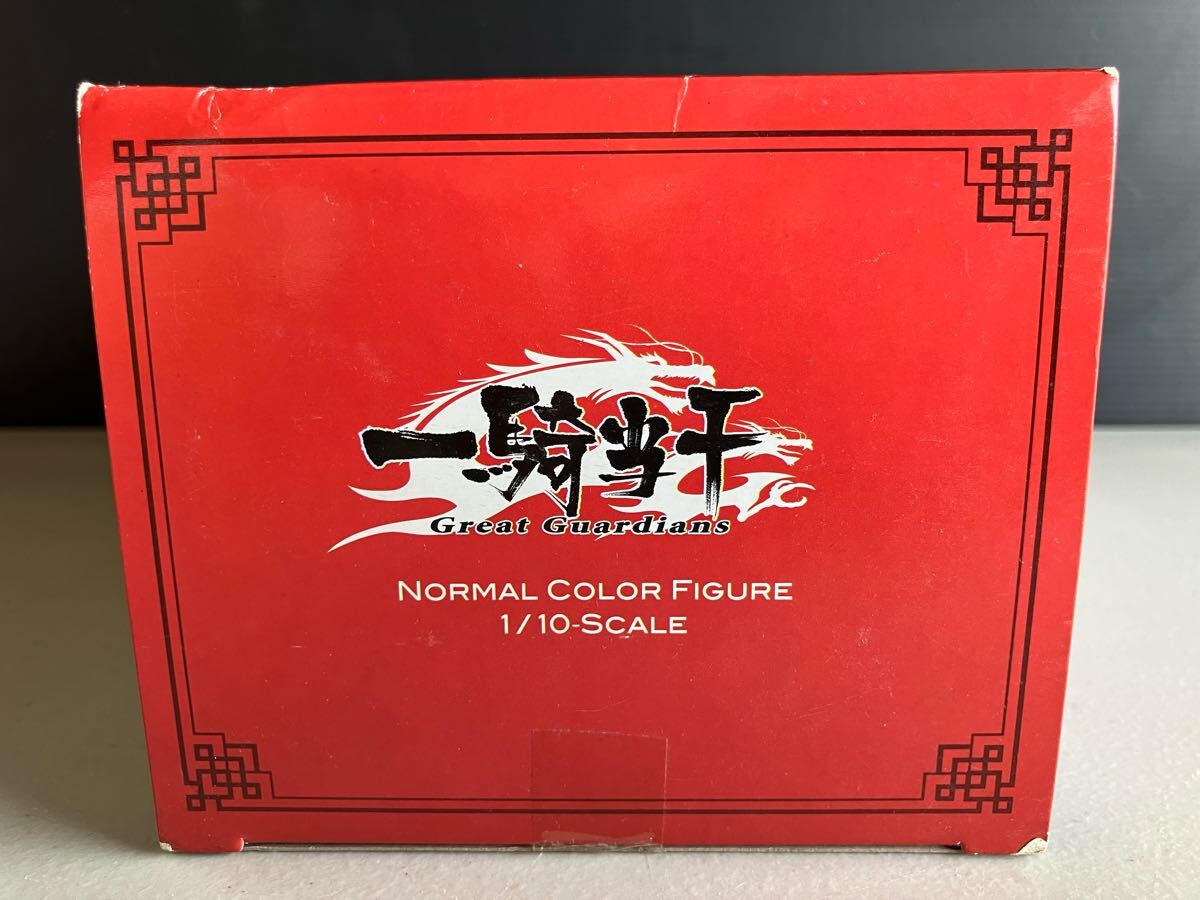 一騎当千
Great Guardians
NORMAL COLOR FIGURE
1/10-SCALE